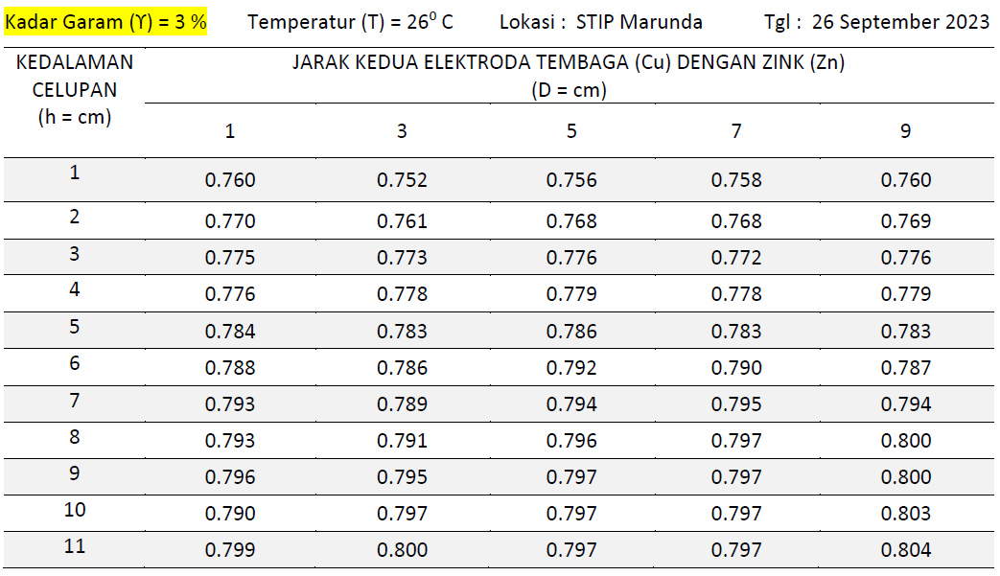 Kadar Garam (ϒ) = 3 % Temperatur (T) = 26⁰ C Lokasi : STIP Marunda Tgl : 26 September 2023
KEDALAMAN CELUPAN (h = cm)
JARAK KEDUA ELEKTRODA TEMBAGA (Cu) DENGAN ZINK (Zn)
(D = cm)
1 3 5 7 9
1 0.760 0.752 0.756 0.758 0.760
2 0.770 0.761 0.768 0.768 0.769
3 0.775 0.773 0.776 0.772 0.776
4 0.776 0.778 0.779 0.778 0.779
5 0.784 0.783 0.786 0.783 0.783
6 0.788 0.786 0.792 0.790 0.787
7 0.793 0.789 0.794 0.795 0.794
8 0.793 0.791 0.796 0.797 0.800
9 0.796 0.795 0.797 0.797 0.800
10 0.790 0.797 0.797 0.797 0.803
11 0.799 0.800 0.797 0.797 0.804